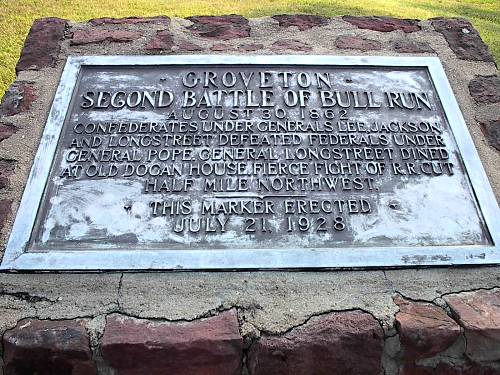 - GROVETON -
SECOND BATTLE OF BULL RUN
AUGUST 30, 1862
CONFEDERATES UNDER GENERALS LEE, JACKSON
AND LONGSTREET DEFEATED FEDERALS UNDER
GENERAL POPE. GENERAL LONGSTREET DINED
AT OLD DOGAN HOUSE. FIERCE FIGHT OF R.R. CUT
HALF MILE NORTHWEST.
- THIS MARKER ERECTED -
JULY 21, 1928